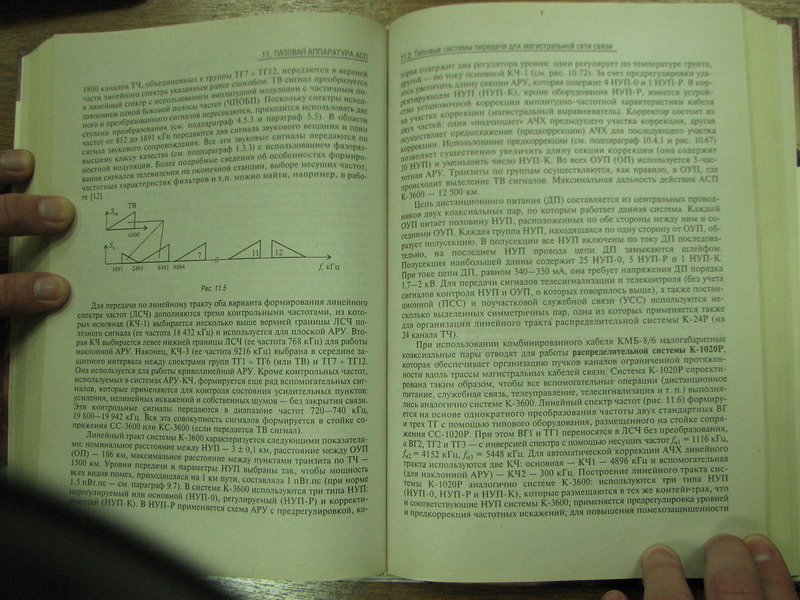 11. ТИПОВАЯ АППАРАТУРА АСП
1800 каналов ТЧ, объединенных в группы ТГ7 ÷ ТГ12, передаются в верхней
части линейного спектра указанным ранее способом. ТВ сигнал преобразуется
в линейный спектр с использованием амплитудной модуляции с частичным по-
давлением одной боковой полосы частот (ЧПОБП). Поскольку спектры исход-
ного и преобразованного сигналов пересекаются, приходится использовать две
ступени преобразования (см. подпараграф 4.5.3 и параграф 5.5). В области
частот от 812 до 1891 кГц передаются два сигнала звукового вещания и один
сигнал звукового сопровождения. Все эти звуковые сигналы передаются по
высшему классу качества (см. подпараграф 1.3.3) с использованием фазораз-
ностной модуляции. Более подробные сведения об особенностях формиро-
вания сигналов телевидения на оконечной станции, выборе несущих частот,
частотных характеристик фильтров и т.п. можно найти, например, в рабо-
те [12].
ТВ
6000
1 7 11 12
1891 2491 8491 9084 f, кГц
Рис. 11.5
Для передачи по линейному тракту оба варианта формирования линейного
спектра частот (ЛСЧ) дополняются тремя контрольными частотами, из ко-
торых основная (КЧ-1) выбирается несколько выше верхней границы ЛСЧ по-
лезного сигнала (ее частота 18 432 кГц) и используется для плоской АРУ. Вто-
рая КЧ выбирается левее нижней границы ЛСЧ (ее частота 768 кГц) для работы
наклонной АРУ. Наконец, КЧ-3 (ее частота 9216 кГц) выбрана в середине за-
щитного интервала между спектрами групп ТГ1 ÷ ТГ6 (или ТВ) и ТГ7 ÷ ТГ12.
Она используется для работы криволинейной АРУ. Кроме контрольных частот,
используемых в системах АРУ-КЧ, формируется еще ряд вспомогательных сиг-
налов, которые применяются для контроля состояния усилительных пунктов:
усиления, нелинейных искажений и собственных шумов — без закрытия связи.
Эти контрольные сигналы передаются в диапазоне частот 720–740 кГц,
19 800–19 942 кГц. Вся эта совокупность сигналов формируется в стойке со-
пряжения СС-3600 или КС-3600 (если передается ТВ сигнал).
Линейный тракт системы К-3600 характеризуется следующими показателя-
ми: номинальное расстояние между НУП — 3 ± 0,1 км, расстояние между ОУП
(ОП) — 186 км, максимальное расстояние между пунктами транзита по ТЧ —
1500 км. Уровни передачи и параметры НУП выбраны так, чтобы мощность
всех видов помех, приходящаяся на 1 км пути, составляла 1 пВт.пс (при норме
1,5 пВт.пс — см. параграф 9.7). В системе К-3600 используются три типа НУП:
нерегулируемый или основной (НУП-0), регулируемый (НУП-Р) и корректи-
рующий (НУП-К). В НУП-Р применяется схема АРУ с предрегулировкой, ко-
11.2. Типовые системы передачи для магистральной сети связи
торая содержит два регулятора уровня: один регулирует по температуре грунта,
другой — по току основной КЧ-1 (см. рис. 10.72). За счет предрегулировки уда-
лось увеличить длину секции АРУ, которая содержит 4 НУП-0 и 1 НУП-Р. В кор-
ректирующем НУП (НУП-К), кроме оборудования НУП-Р, имеется устрой-
ство установочной коррекции амплитудно-частотной характеристики кабеля
на участке коррекции (магистральный выравниватель). Корректор состоит из
двух частей: одна «подчищает» АЧХ предыдущего участка коррекции, другая
осуществляет предыскажение (предкоррекцию) АЧХ для последующего участка
коррекции. Использование предкоррекции (см. подпараграф 10.4.1 и рис. 10.67)
позволяет существенно увеличить длину секции коррекции (она содержит
20 НУП) и уменьшить число НУП-К. Во всех ОУП (ОП) используется 3-час-
тотная АРУ. Транзиты по группам осуществляются, как правило, в ОУП, где
происходит выделение ТВ сигналов. Максимальная дальность действия АСП
К-3600 — 12 500 км.
Цепь дистанционного питания (ДП) составляется из центральных провод-
ников двух коаксиальных пар, по которым работает данная система. Каждый
ОУП питает половину НУП, расположенных по обе стороны между ним и со-
седними ОУП. Каждая группа НУП, находящаяся по одну сторону от ОУП, об-
разует полусекцию. В полусекции все НУП включены по току ДП последова-
тельно, на последнем НУП провода цепи ДП замыкаются шлейфом.
Полусекция наибольшей длины содержит 25 НУП-0, 5 НУП-Р и 1 НУП-К.
При токе цепи ДП, равном 340–350 мА, она требует напряжения ДП порядка
1,7–2 кВ. Для передачи сигналов телесигнализации и телеконтроля (без учета
сигналов контроля НУП и ОУП, о которых говорилось выше), а также постан-
ционной (ПСС) и поучастковой служебной связи (УСС) используются не-
сколько выделенных симметричных пар, одна из которых применяется также
для организации линейного тракта распределительной системы К-24Р (на
24 канала ТЧ).
При использовании комбинированного кабеля КМБ-8/6 малогабаритные
коаксиальные пары отводят для работы распределительной системы К-1020Р,
которая обеспечивает организацию пучков каналов ограниченной протяжен-
ности вдоль трассы магистральных кабелей связи. Система К-1020Р спроекти-
рована таким образом, чтобы все вспомогательные операции (дистанционное
питание, служебная связь, телеуправление, телесигнализация и т. п.) выполня-
лись аналогично системе К-3600. Линейный спектр (рис. 11.6) формиру-
ется на основе однократного преобразования частоты двух стандартных ВГ
и трех ТГ с помощью типового оборудования, размещенного на стойке сопря-
жения СС-1020Р. При этом ВГ1 и ТГ1 переносятся в ЛСЧ без преобразования,
а ВГ2, ТГ2 и ТГ3 — с инверсией спектра с помощью несущих частот fн1 = 1116 кГц,
fн2 = 4152 кГц, fн3 = 5448 кГц. Для автоматической коррекции АЧХ линейного
тракта используются две КЧ: основная — КЧ1 — 4896 кГц и вспомогательная
(для наклонной АРУ) — КЧ2 — 300 кГц. Построение линейного тракта сис-
темы К-1020Р аналогично системе К-3600: используются три типа НУП
(НУП-0, НУП-Р и НУП-К), которые размещаются в тех же контейнерах, что
и соответствующие НУП системы К-3600; применяется предрегулировка уровней
и предкоррекция частотных искажений; для повышения помехозащищенности